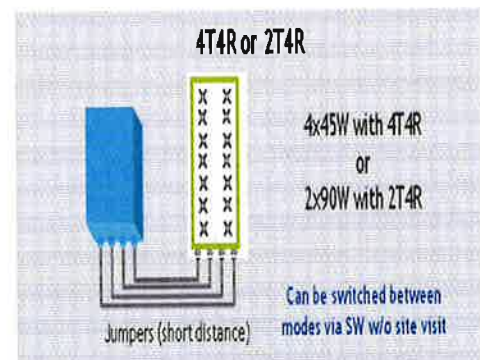 4T4R or 2T4R
4x45W with 4T4R
or
2x90W with 2T4R
Can be switched between
modes via SW w/o site visit
Jumpers (short distance)